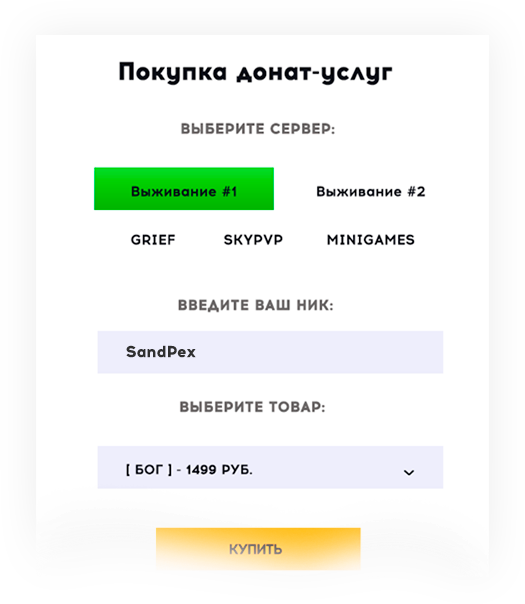 Покупка донат-услуг
ВЫБЕРИТЕ СЕРВЕР:
Выживание #1 Выживание #2
GRIEF SKYPVP MINIGAMES
ВВЕДИТЕ ВАШ НИК:
SandPex
ВЫБЕРИТЕ ТОВАР:
[ БОГ ] - 1499 РУБ.
КУПИТЬ